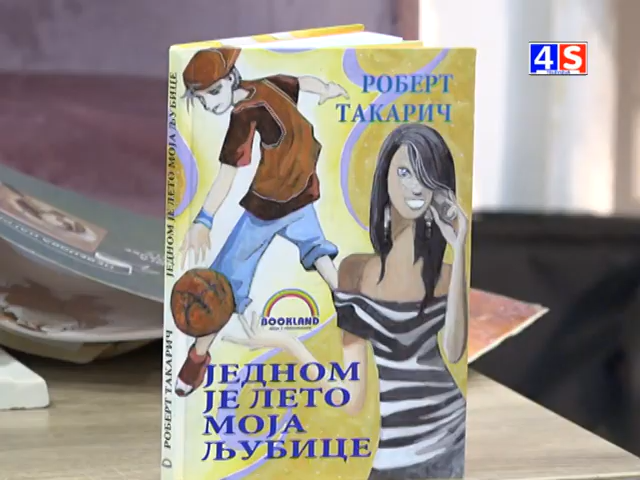 4S
РОБЕРТ
ТАКАРИЧ
BOOKLAND
ЈЕДНОМ
ЈЕ ЛЕТО
МОЈА
ЉУБИЦЕ
РОБЕРТ ТАКАРИЧ ЈЕДНОМ ЈЕ ЛЕТО МОЈА ЉУБИЦЕ